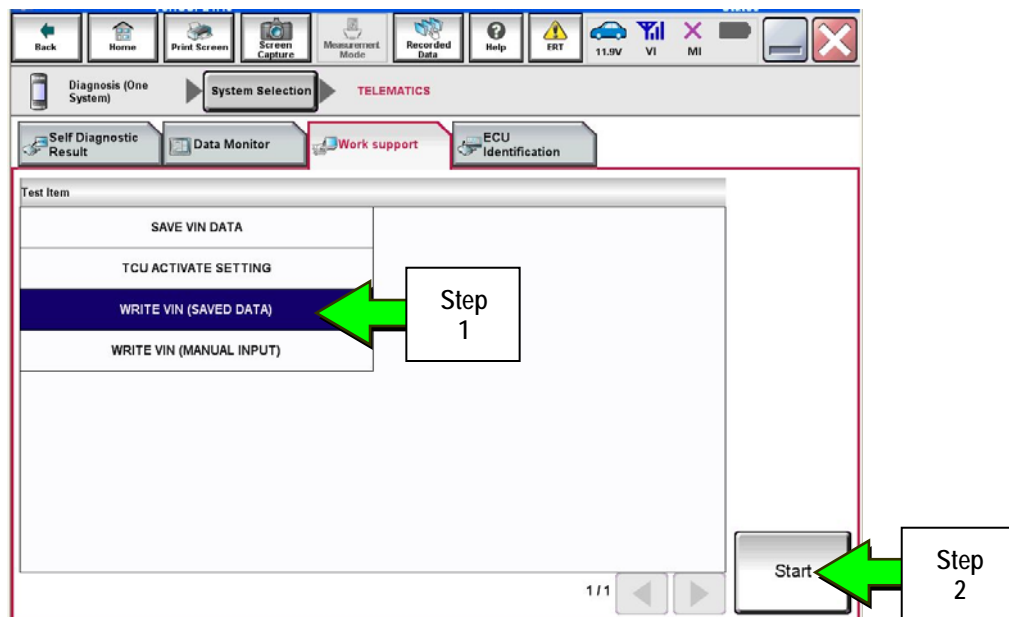 Back
Home
Print Screen
Screen
Capture
Measurement
Mode
Recorded
Data
Help
ERT
11.9V
VI
MI
Diagnosis (One
System)
System Selection
TELEMATICS
Self Diagnostic
Result
Data Monitor
Work support
ECU
Identification
Test Item
SAVE VIN DATA
TCU ACTIVATE SETTING
WRITE VIN (SAVED DATA)
Step
1
WRITE VIN (MANUAL INPUT)
Start
Step
2
1/1